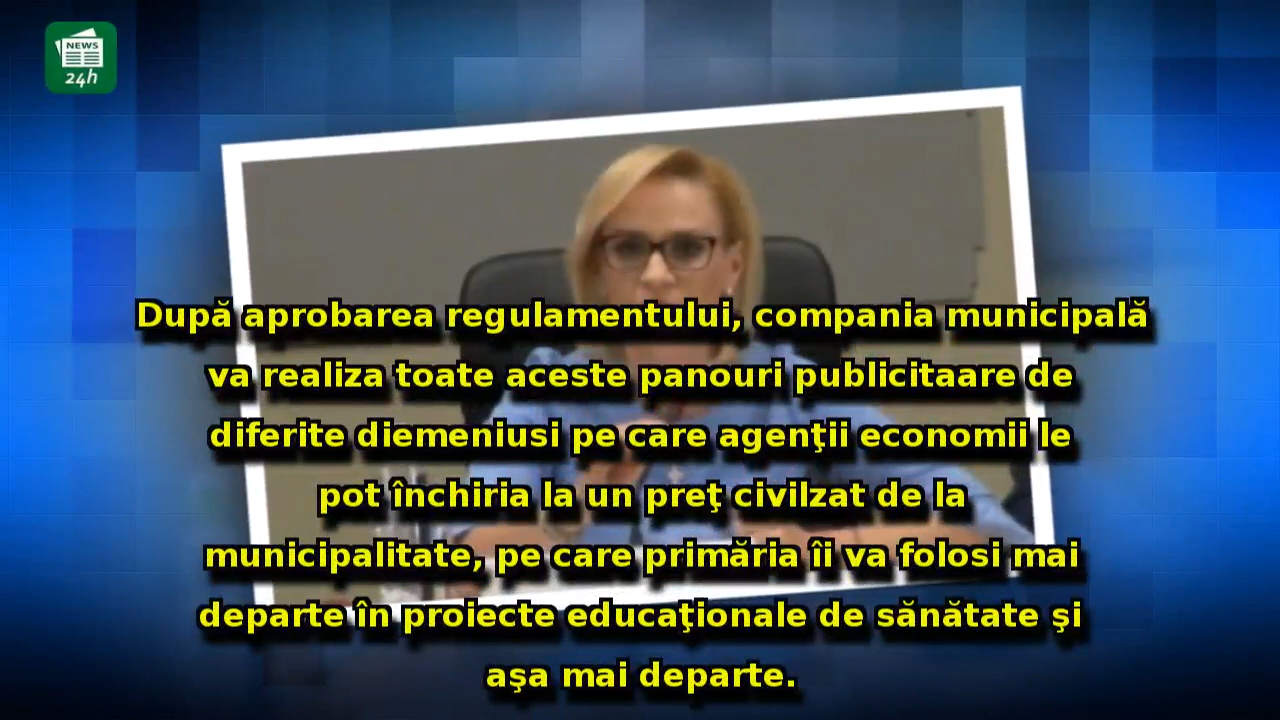 NEWS
24h
După aprobarea regulamentului, compania municipală
va realiza toate aceste panouri publicitaare de
diferite diemeniusi pe care agenţii economii le
pot închiria la un preţ civilzat de la
municipalitate, pe care primăria îi va folosi mai
departe în proiecte educaţionale de sănătate şi
aşa mai departe.